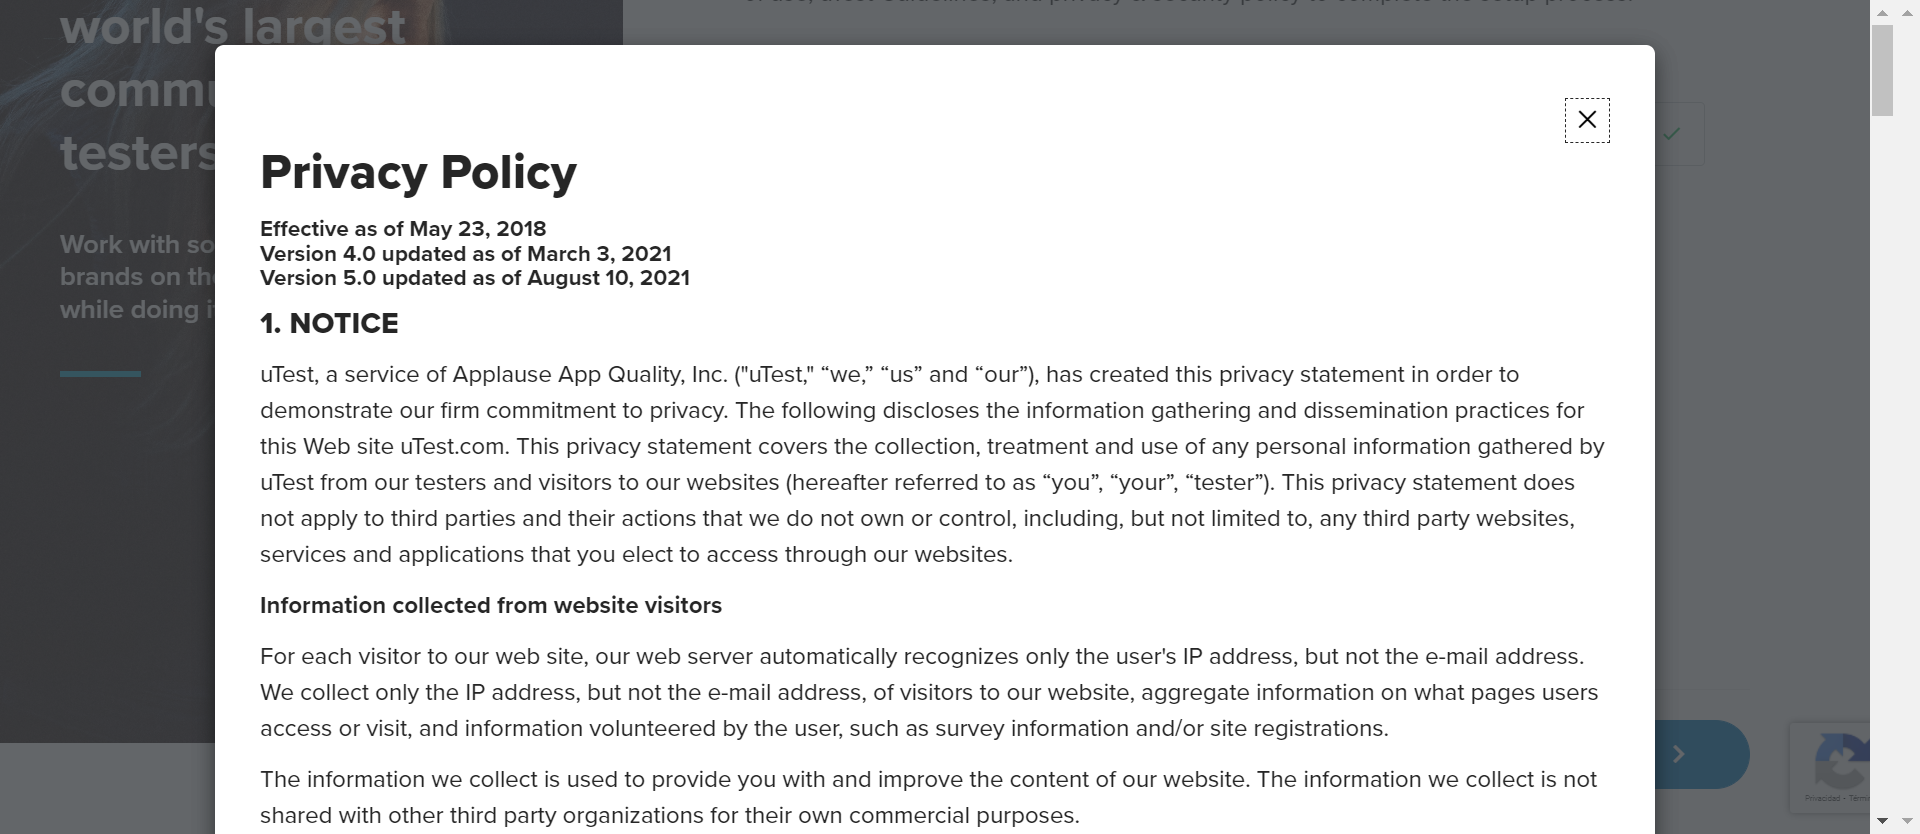 world's largest
commu
testers
Work with so
brands on the
while doing it
Privacy Policy
Effective as of May 23, 2018
Version 4.0 updated as of March 3, 2021
Version 5.0 updated as of August 10, 2021
1. NOTICE
uTest, a service of Applause App Quality, Inc. ("uTest," “we,” “us” and “our”), has created this privacy statement in order to
demonstrate our firm commitment to privacy. The following discloses the information gathering and dissemination practices for
this Web site uTest.com. This privacy statement covers the collection, treatment and use of any personal information gathered by
uTest from our testers and visitors to our websites (hereafter referred to as “you”, “your”, “tester”). This privacy statement does
not apply to third parties and their actions that we do not own or control, including, but not limited to, any third party websites,
services and applications that you elect to access through our websites.
Information collected from website visitors
For each visitor to our web site, our web server automatically recognizes only the user's IP address, but not the e-mail address.
We collect only the IP address, but not the e-mail address, of visitors to our website, aggregate information on what pages users
access or visit, and information volunteered by the user, such as survey information and/or site registrations.
The information we collect is used to provide you with and improve the content of our website. The information we collect is not
shared with other third party organizations for their own commercial purposes.
Privacidad - Térm